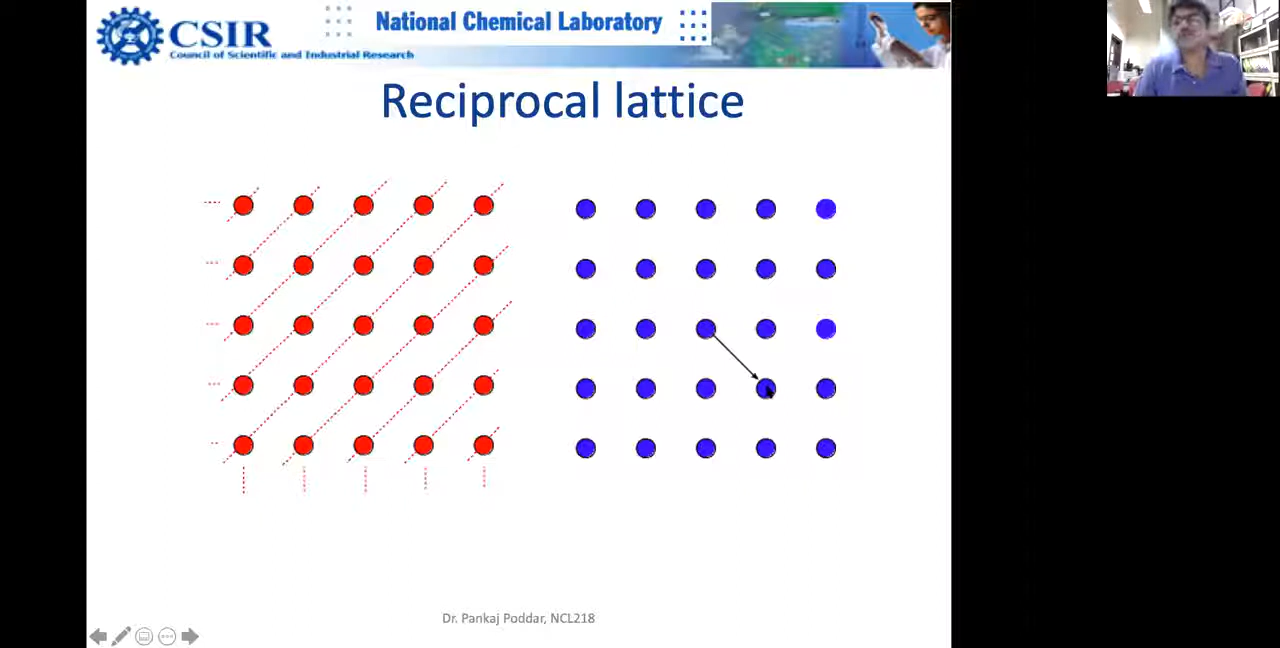 CSIR
Council of Scientific and Industrial Research
National Chemical Laboratory
Reciprocal lattice
Dr. Pankaj Poddar, NCL218